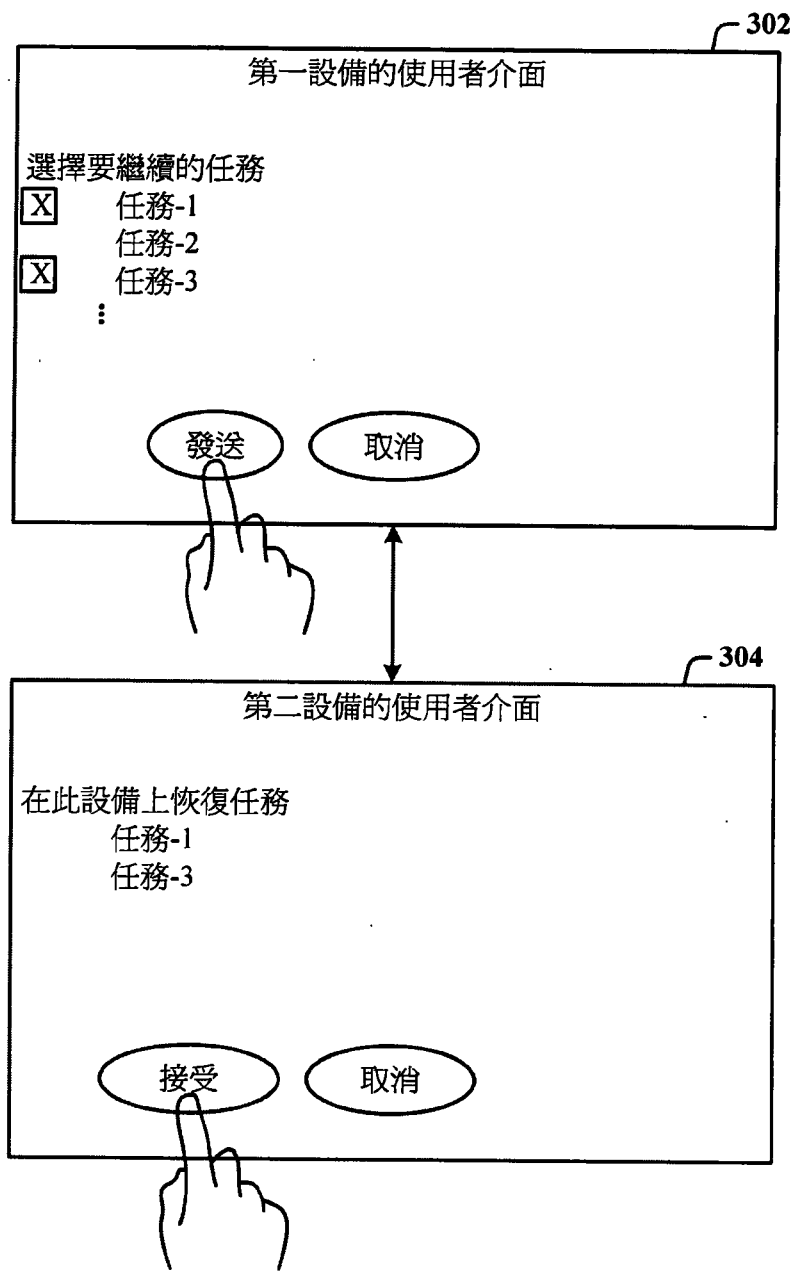 302
第一設備的使用者介面
選擇要繼續的任務
X 任務-1
任務-2
X 任務-3
⋮
發送 取消
304
第二設備的使用者介面
在此設備上恢復任務
任務-1
任務-3
接受 取消